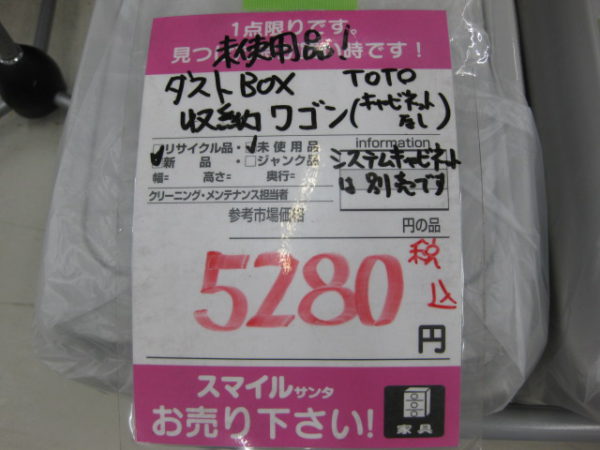 1点限りです。
見つ 時です!
未使用品!
ダストBOX TOTO
収納ワゴン(キャビネットなし)
□リサイクル品・☑未使用品 information
☑新品・□ジャンク品 システムキャビネット
幅= 高さ= 奥行= は別売です
クリーニング・メンテナンス担当者
参考市場価格 円の品
5280 税込
円
スマイルサンタ
お売り下さい! 家具